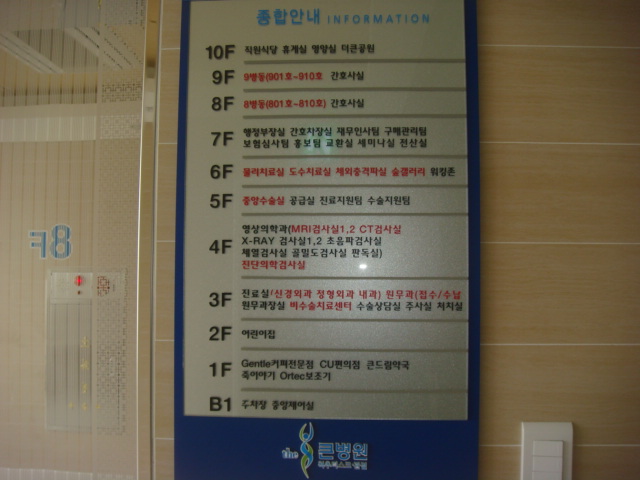 종합안내 INFORMATION
10F 직원식당 휴게실 영양실 더큰공원
9F 9병동(901호~910호 간호사실
8F 8병동(801호~810호) 간호사실
7F 행정부장실 간호차장실 재무인사팀 구매관리팀
보험심사팀 홍보팀 교환실 세미나실 전산실
6F 물리치료실 도수치료실 체외충격파실 숲갤러리 워킹존
5F 중앙수술실 공급실 진료지원팀 수술지원팀
4F 영상의학과(MRI검사실1,2 CT검사실
X-RAY 검사실1,2 초음파검사실
체열검사실 골밀도검사실 판독실)
진단의학검사실
3F 진료실(신경외과 정형외과 내과) 원무과(접수/수납
원무과장실 비수술치료센터 수술상담실 주사실 처치실
2F 어린이집
1F Gentle커피전문점 CU편의점 큰드림약국
죽이야기 Ortec보조기
B1 주차장 중앙제어실
the 큰병원
8F